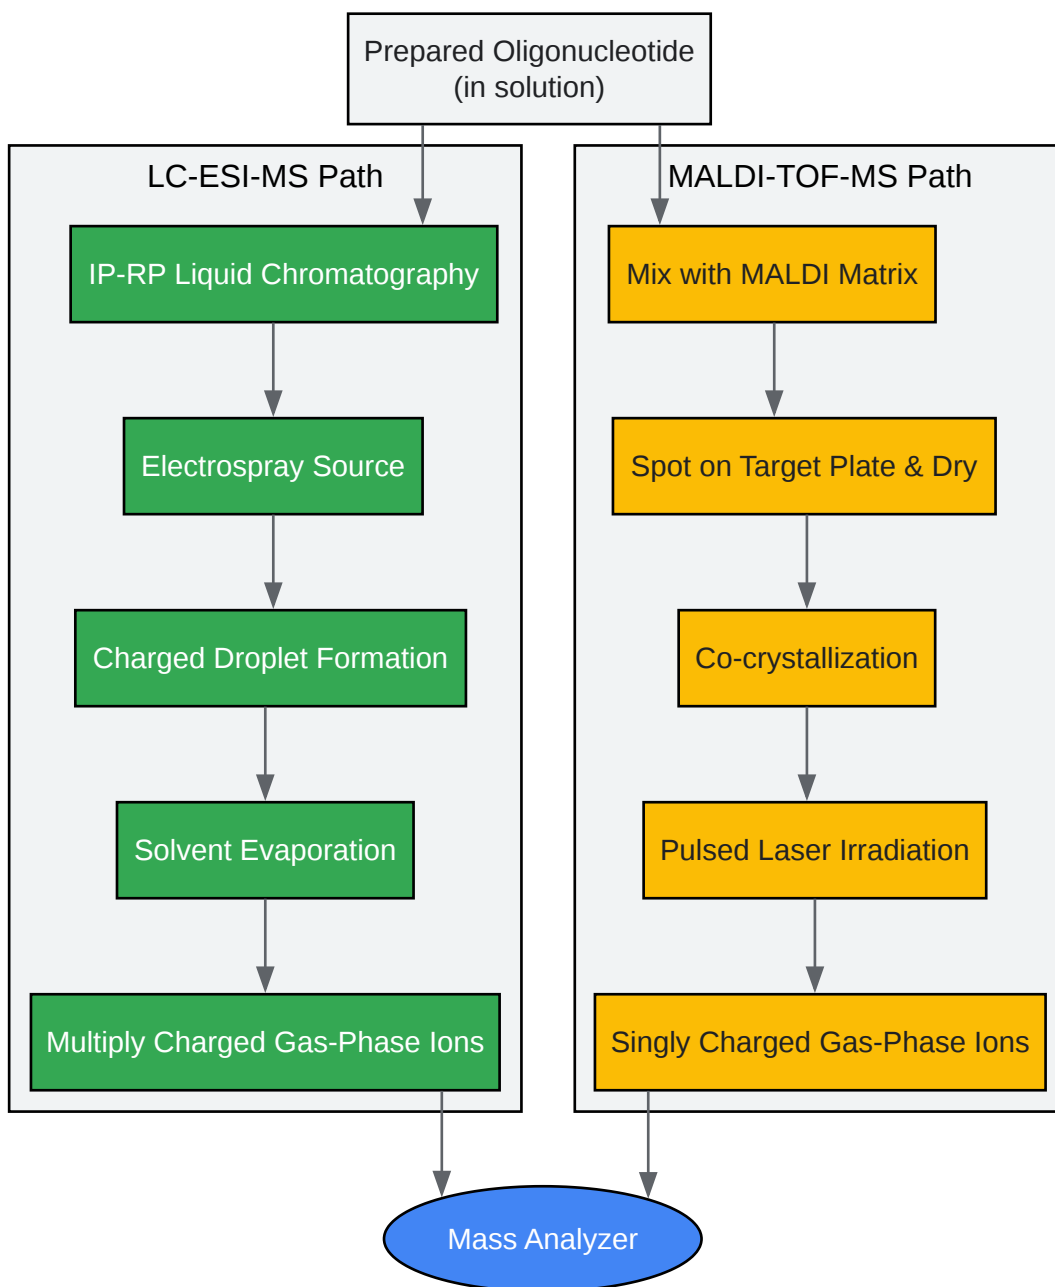 Prepared Oligonucleotide
(in solution)
LC-ESI-MS Path
IP-RP Liquid Chromatography
Electrospray Source
Charged Droplet Formation
Solvent Evaporation
Multiply Charged Gas-Phase Ions
MALDI-TOF-MS Path
Mix with MALDI Matrix
Spot on Target Plate & Dry
Co-crystallization
Pulsed Laser Irradiation
Singly Charged Gas-Phase Ions
Mass Analyzer